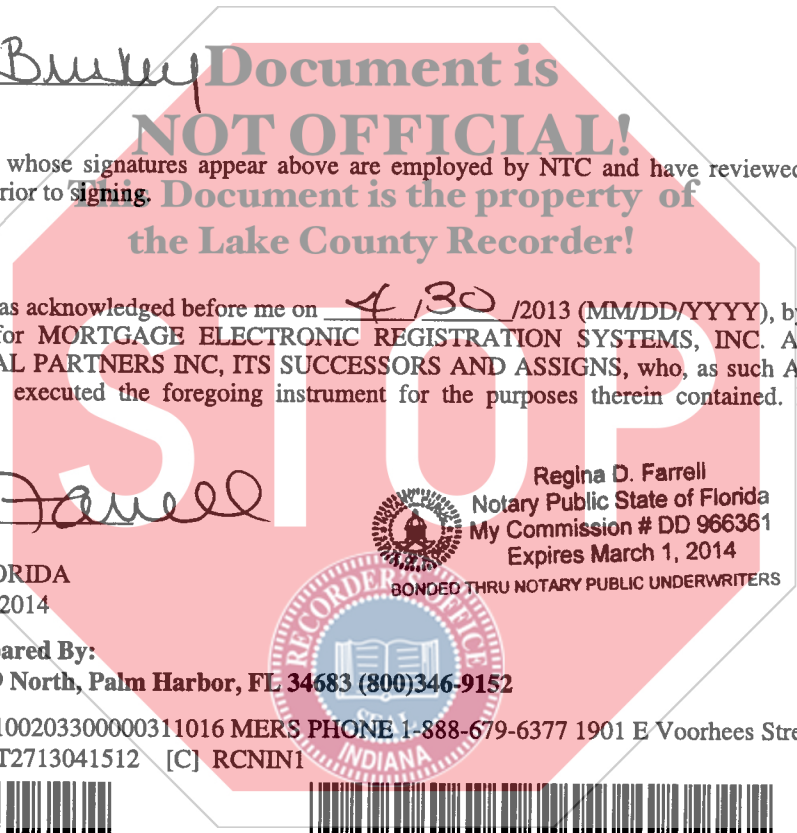 Document is
NOT OFFICIAL!
whose signatures appear above are employed by NTC and have reviewed
rior to signing.
This Document is the property of
the Lake County Recorder!
as acknowledged before me on 4/30/2013 (MM/DD/YYYY), by
for MORTGAGE ELECTRONIC REGISTRATION SYSTEMS, INC. A
AL PARTNERS INC, ITS SUCCESSORS AND ASSIGNS, who, as such A
executed the foregoing instrument for the purposes therein contained.
STOP
Farrell
Regina D. Farrell
Notary Public State of Florida
My Commission # DD 966361
Expires March 1, 2014
BONDED THRU NOTARY PUBLIC UNDERWRITERS
ORIDA
2014
RECORDER'S OFFICE
ared By:
9 North, Palm Harbor, FL 34683 (800)346-9152
SEAL
100203300000311016 MERS PHONE 1-888-679-6377 1901 E Voorhees Stre
T2713041512 [C] RCNIN1
INDIANA